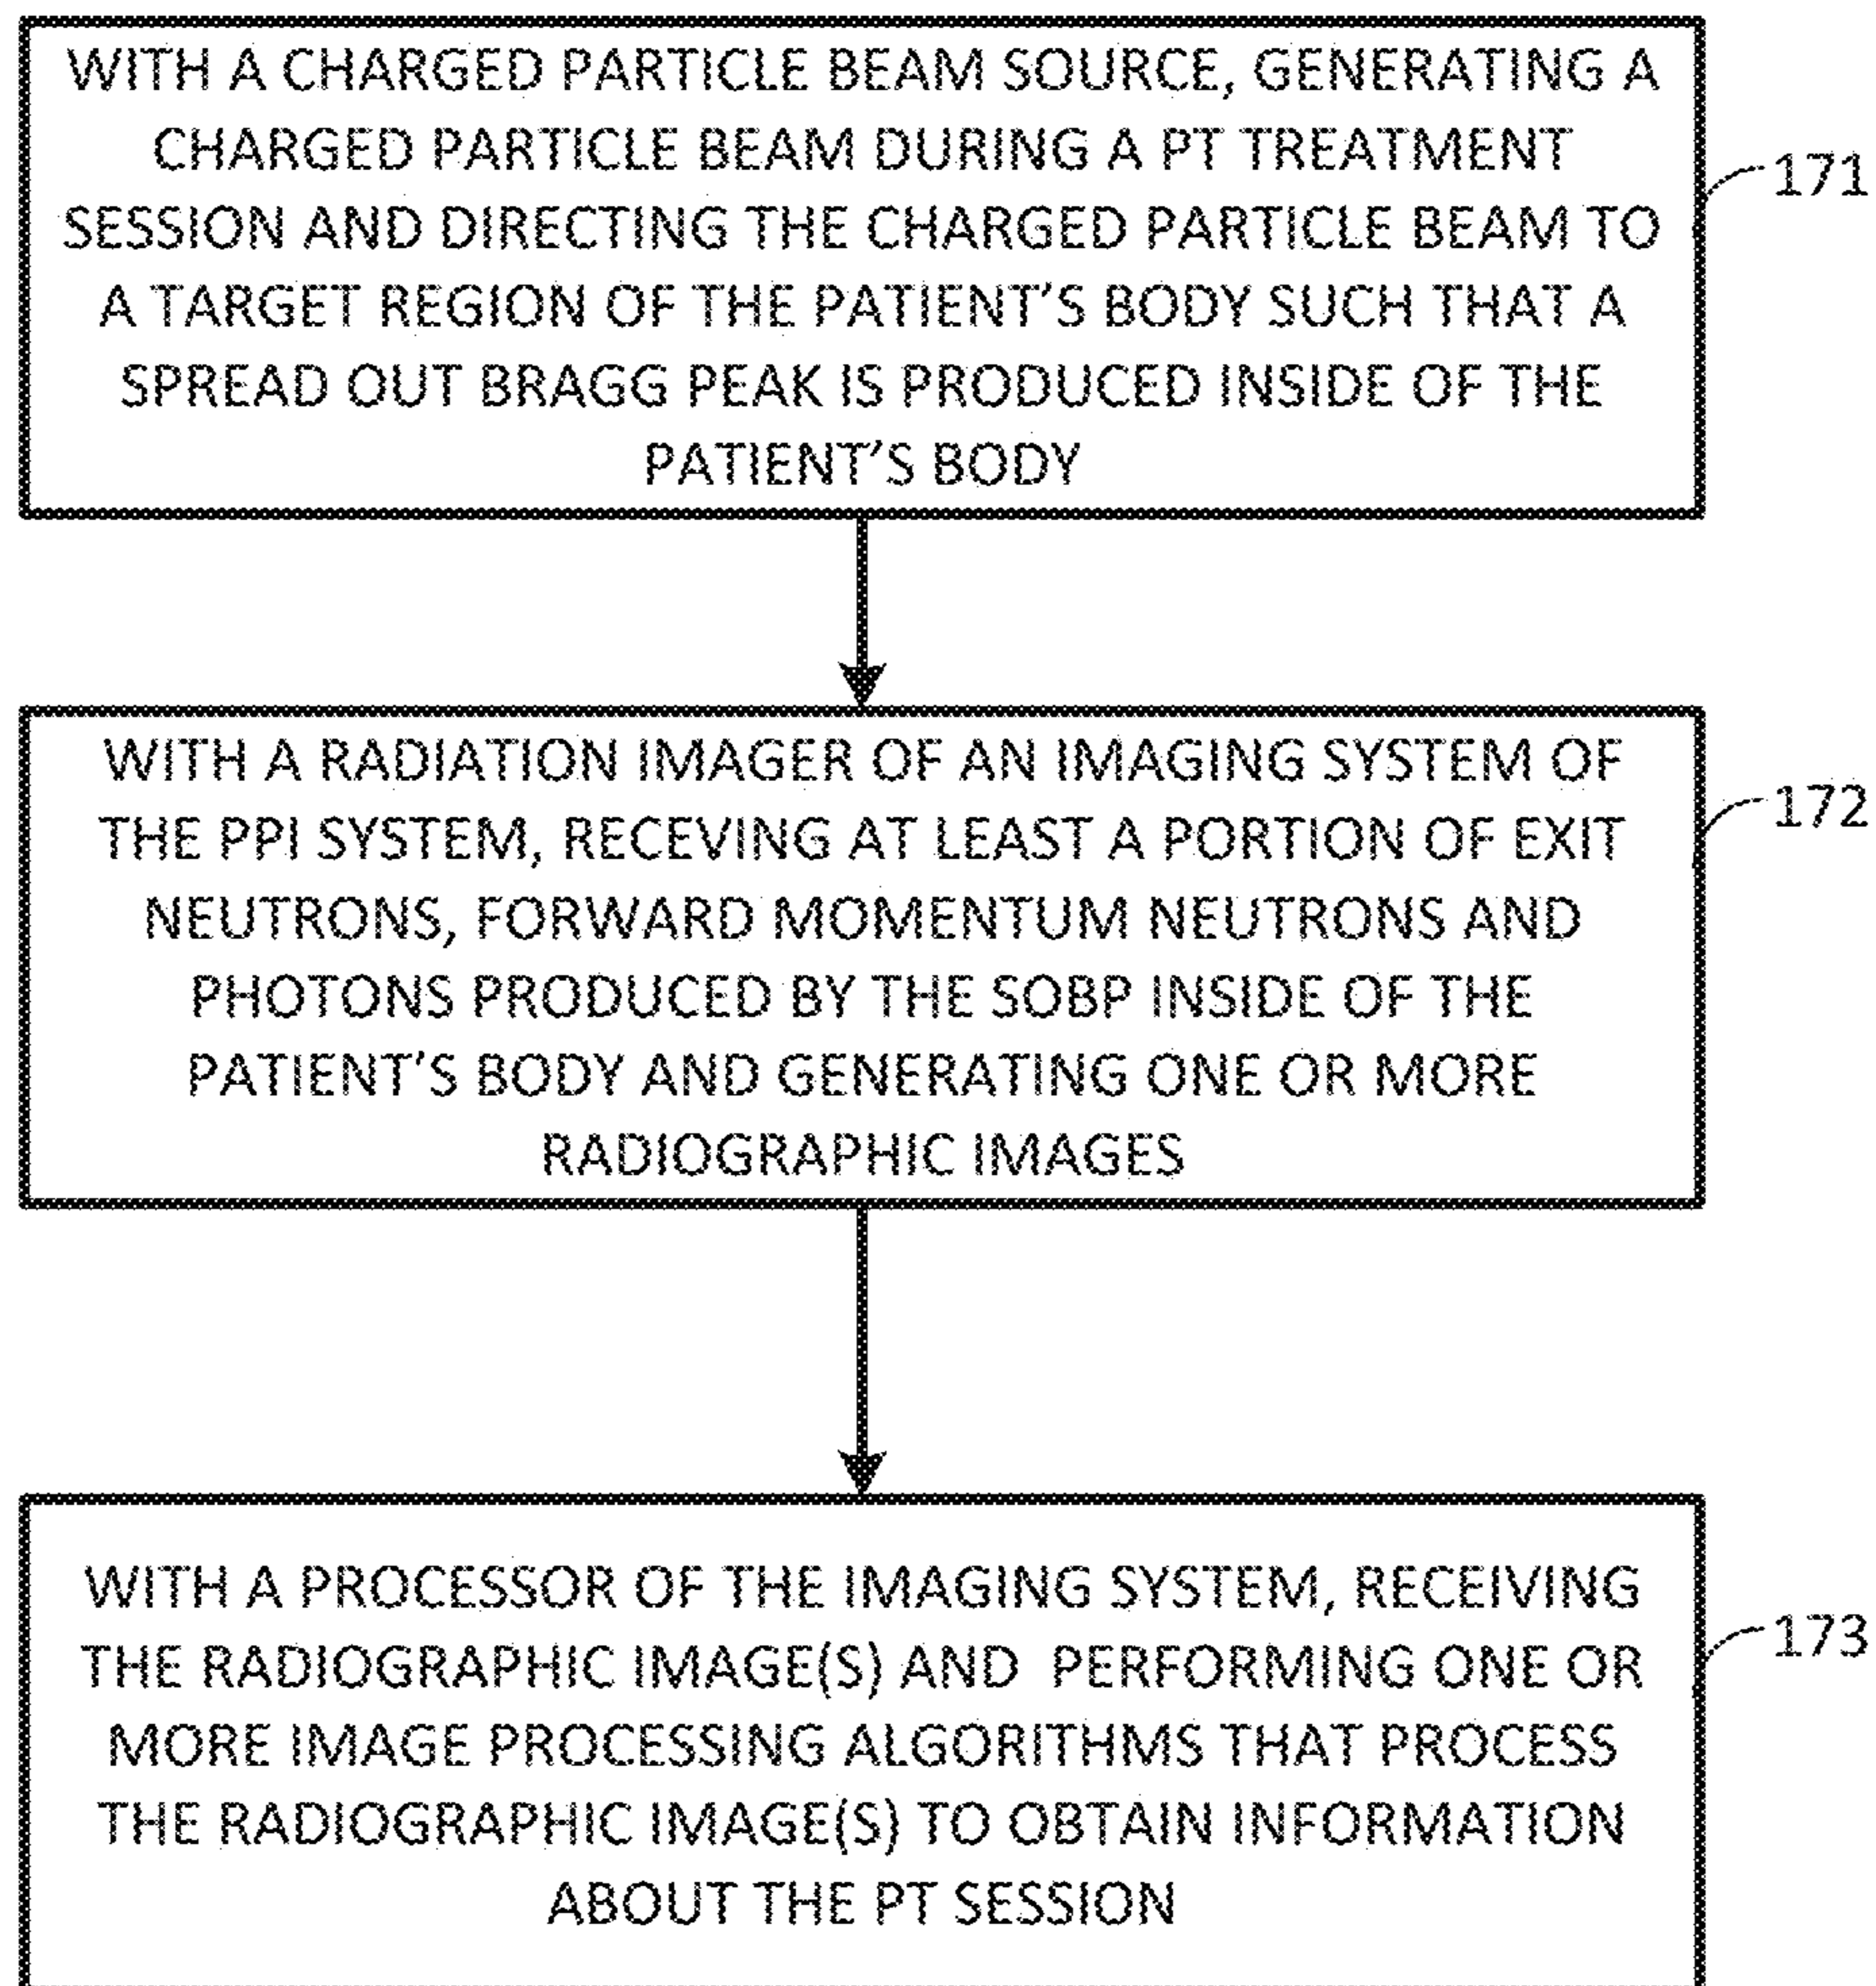 WITH A CHARGED PARTICLE BEAM SOURCE, GENERATING A
CHARGED PARTICLE BEAM DURING A PT TREATMENT
SESSION AND DIRECTING THE CHARGED PARTICLE BEAM TO
A TARGET REGION OF THE PATIENT'S BODY SUCH THAT A
SPREAD OUT BRAGG PEAK IS PRODUCED INSIDE OF THE
PATIENT'S BODY
171
WITH A RADIATION IMAGER OF AN IMAGING SYSTEM OF
THE PPI SYSTEM, RECEVING AT LEAST A PORTION OF EXIT
NEUTRONS, FORWARD MOMENTUM NEUTRONS AND
PHOTONS PRODUCED BY THE SOBP INSIDE OF THE
PATIENT'S BODY AND GENERATING ONE OR MORE
RADIOGRAPHIC IMAGES
172
WITH A PROCESSOR OF THE IMAGING SYSTEM, RECEIVING
THE RADIOGRAPHIC IMAGE(S) AND PERFORMING ONE OR
MORE IMAGE PROCESSING ALGORITHMS THAT PROCESS
THE RADIOGRAPHIC IMAGE(S) TO OBTAIN INFORMATION
ABOUT THE PT SESSION
173